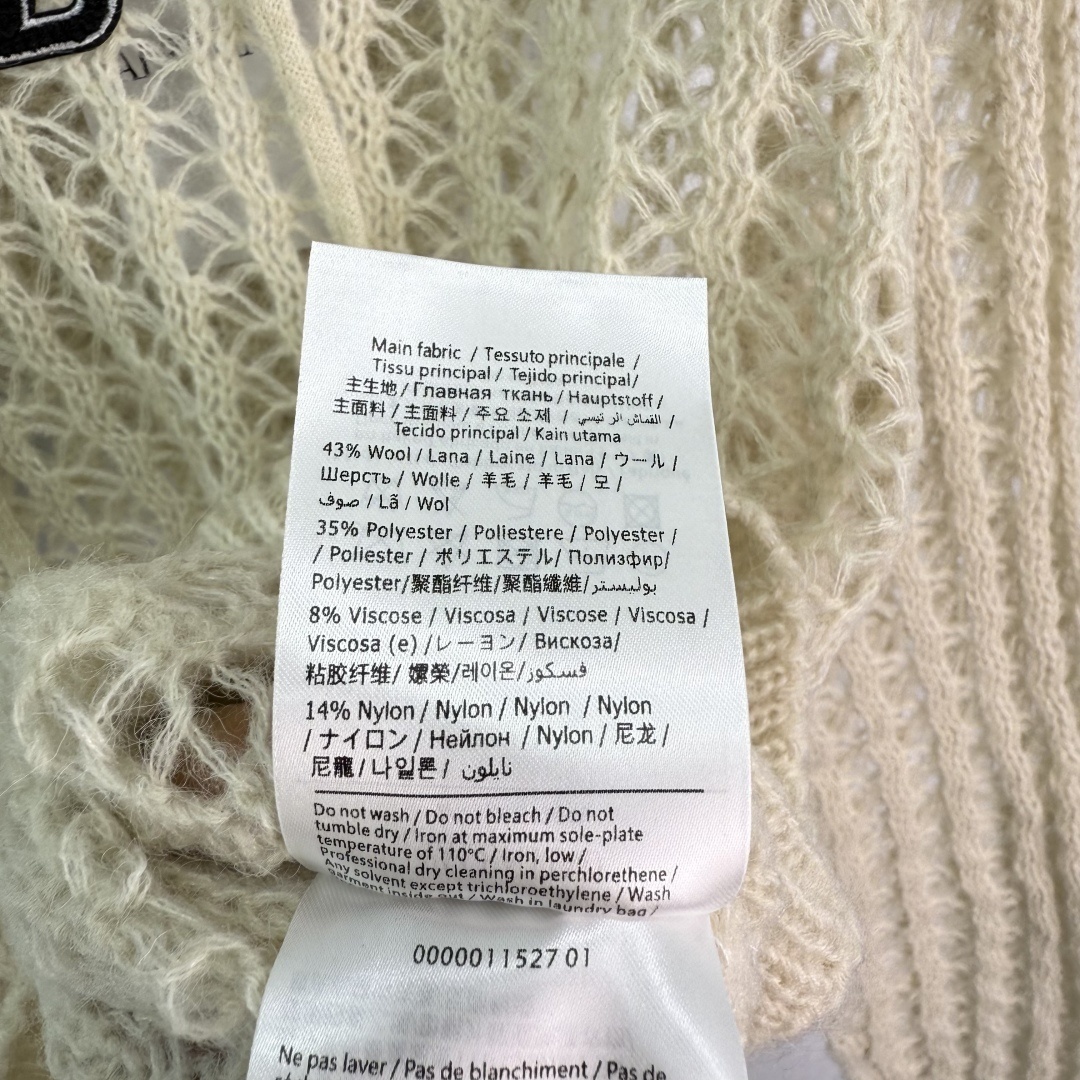 B
Main fabric / Tessuto principale /
Tissu principal / Tejido principal/
主生地/Главная ткань/Hauptstoff/
主面料/主面料/주요 소제 / القماش الر ئيسي /
Tecido principal / Kain utama
43% Wool / Lana / Laine / Lana / ウール /
Шерсть / Wolle / 羊毛 / 羊毛 / 모 /
صوف / Lã / Wol
35% Polyester / Poliestere / Polyester /
/ Poliester / ポリエステル/ Полизфир/
Polyester/聚酯纤维/聚酯纖維/بوليستر
8% Viscose / Viscosa / Viscose / Viscosa /
Viscosa (e) /レーヨン/ Вискоза/
粘胶纤维/ 嫘縈/레이온/فسكوز
14% Nylon / Nylon / Nylon / Nylon
/ ナイロン / Нейлон / Nylon / 尼龙 /
尼龍/나일론/ نايلون
Do not wash / Do not bleach / Do not
tumble dry / Iron at maximum sole-plate
temperature of 110°C / Iron, low /
Professional dry cleaning in perchlorethene /
Any solvent except trichloroethylene / Wash
garment inside out / Wash in laundry bag /
0000011527 01
Ne pas laver / Pas de blanchiment / Pas de